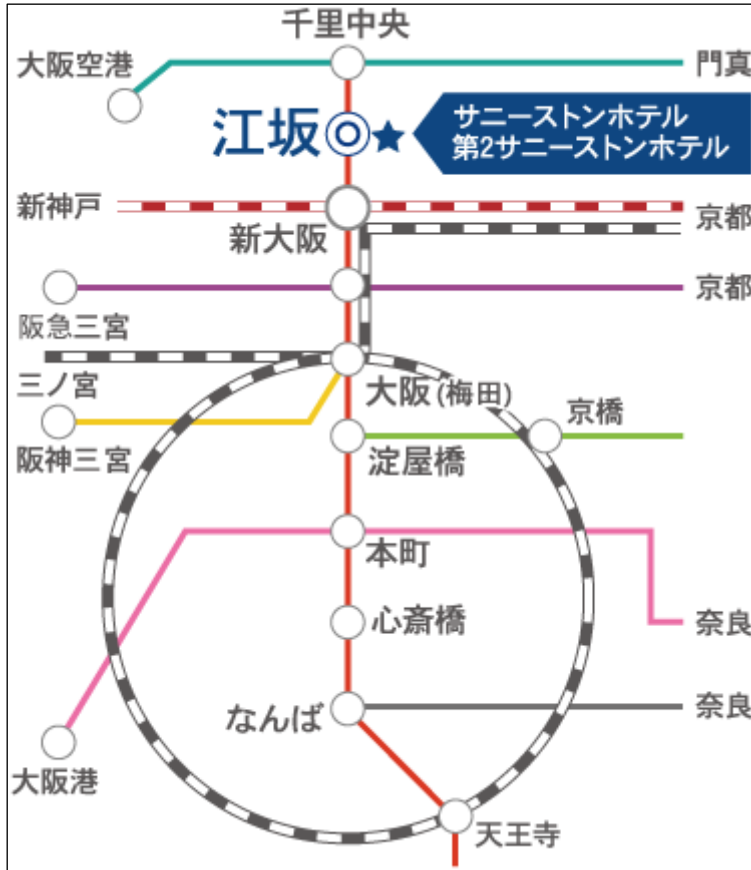 千里中央
大阪空港
門真
江坂
サニーストンホテル
第2サニーストンホテル
新神戸
京都
新大阪
京都
阪急三宮
三ノ宮
大阪(梅田)
京橋
阪神三宮
淀屋橋
本町
心斎橋
奈良
なんば
奈良
大阪港
天王寺